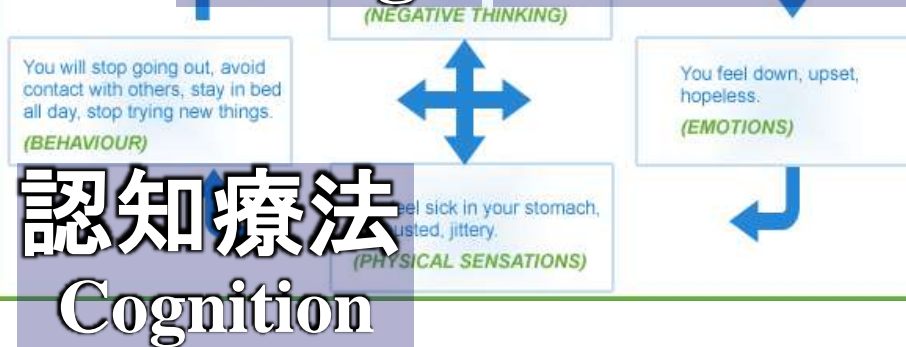 (NEGATIVE THINKING)
You will stop going out, avoid
contact with others, stay in bed
all day, stop trying new things.
(BEHAVIOUR)
You feel down, upset,
hopeless.
(EMOTIONS)
sick in your stomach,
jittery.
(PHYSICAL SENSATIONS)
認知療法
Cognition